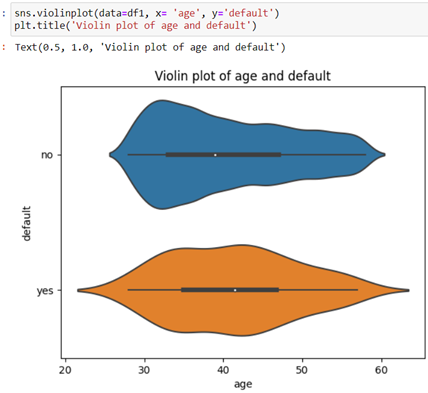 : sns.violinplot(data=df1, x= 'age', y='default')
plt.title('Violin plot of age and default')
: Text(0.5, 1.0, 'Violin plot of age and default')
Violin plot of age and default
no
default
yes
20 30 40 50 60
age